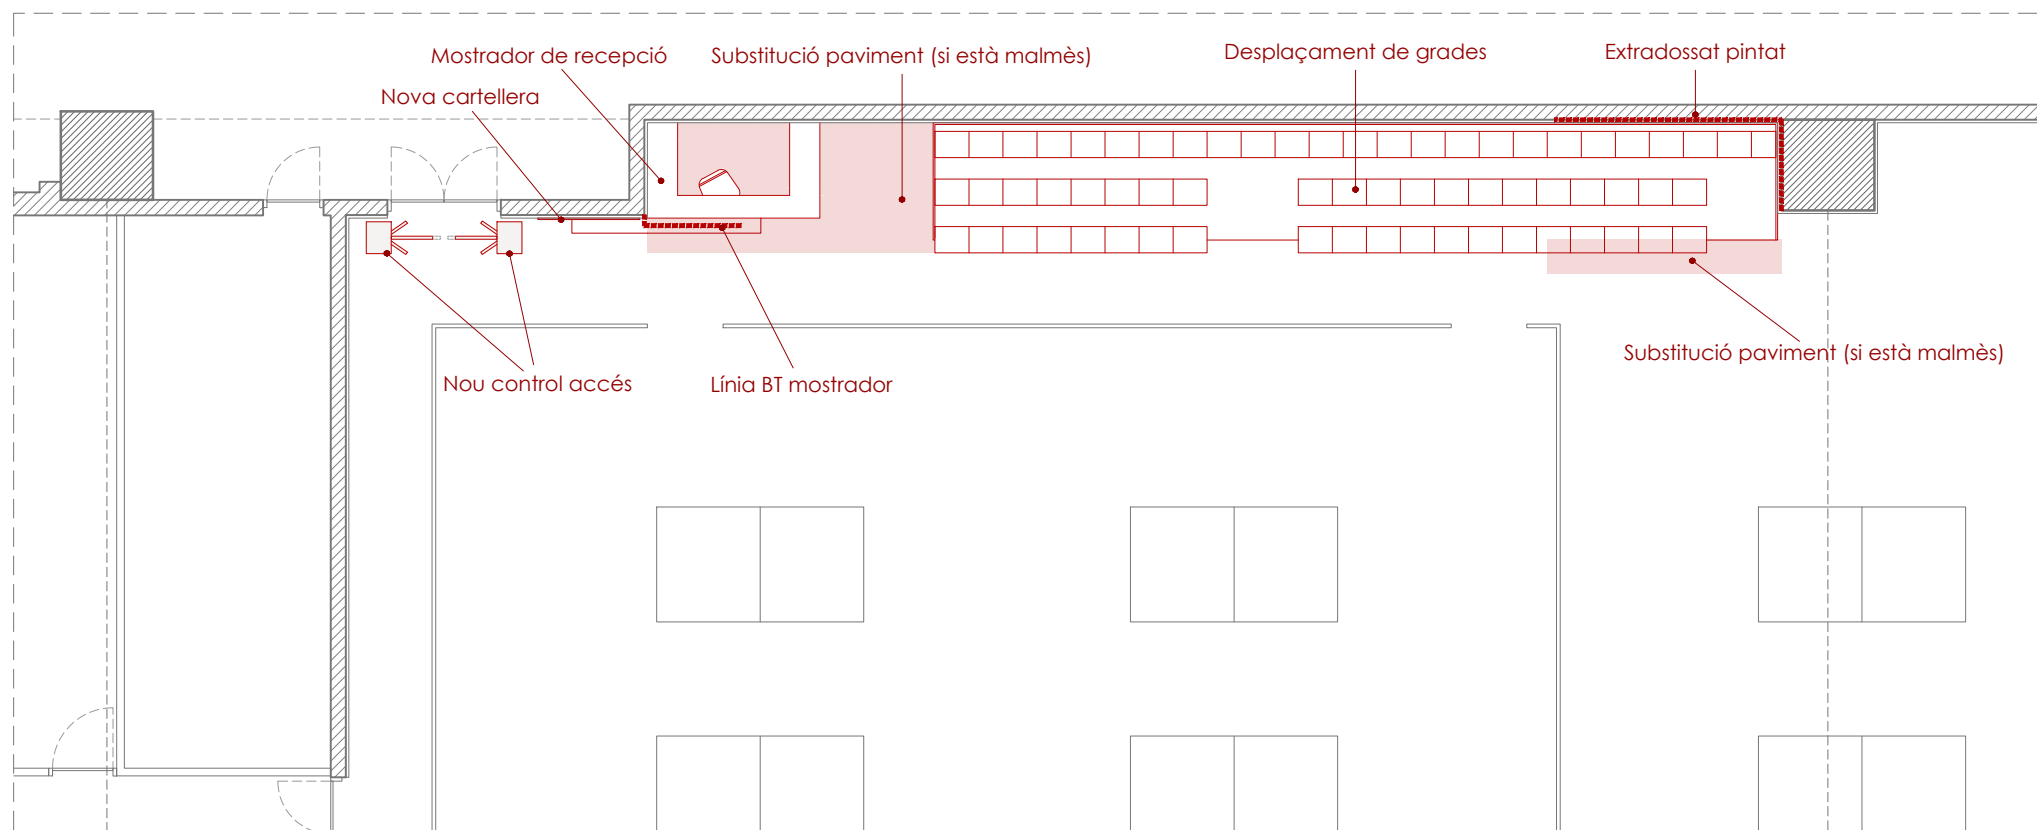 Mostrador de recepció
Substitució paviment (si està malmès)
Desplaçament de grades
Extradossat pintat
Nova cartellera
Substitució paviment (si està malmès)
Nou control accés
Línia BT mostrador